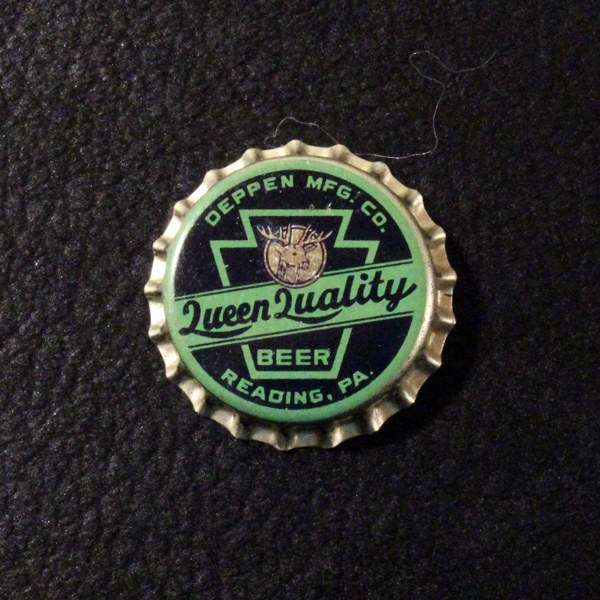 DEPPEN MFG. CO.
Queen Quality
BEER
READING, PA.